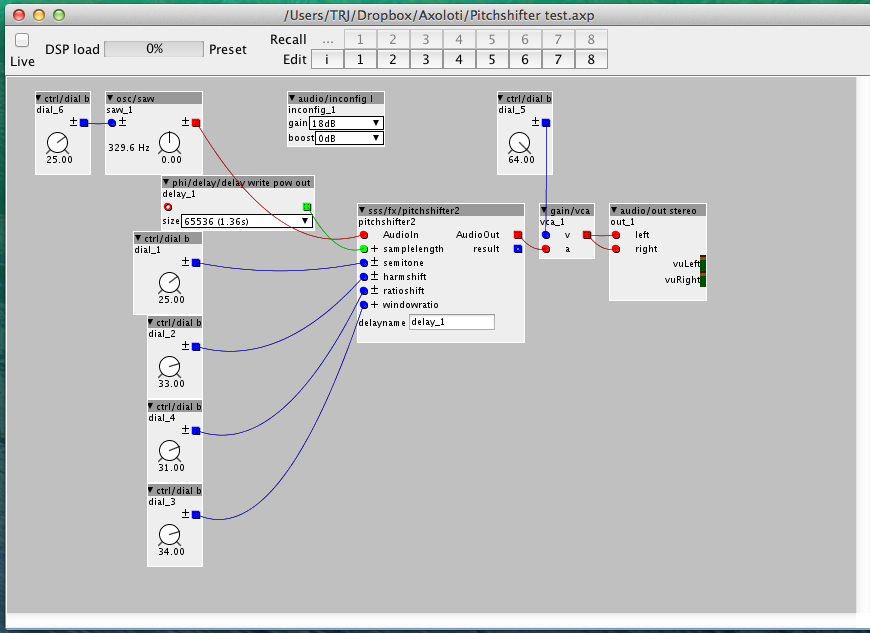 /Users/TRJ/Dropbox/Axoloti/Pitchshifter test.axp
Live
DSP load 0% Preset
Recall ... 1 2 3 4 5 6 7 8
Edit i 1 2 3 4 5 6 7 8
ctrl/dial b
dial_6
±
25.00
osc/saw
saw_1
± ±
329.6 Hz
0.00
audio/inconfig l
inconfig_1
gain 18dB
boost 0dB
ctrl/dial b
dial_5
±
64.00
phi/delay/delay write pow out
delay_1
size 65536 (1.36s)
ctrl/dial b
dial_1
±
25.00
ctrl/dial b
dial_2
±
33.00
ctrl/dial b
dial_4
±
31.00
ctrl/dial b
dial_3
±
34.00
sss/fx/pitchshifter2
pitchshifter2
AudioIn AudioOut
+ samplelength result
± semitone
± harmshift
± ratioshift
+ windowratio
delayname delay_1
gain/vca
vca_1
v
a
audio/out stereo
out_1
left
right
vuLeft
vuRight